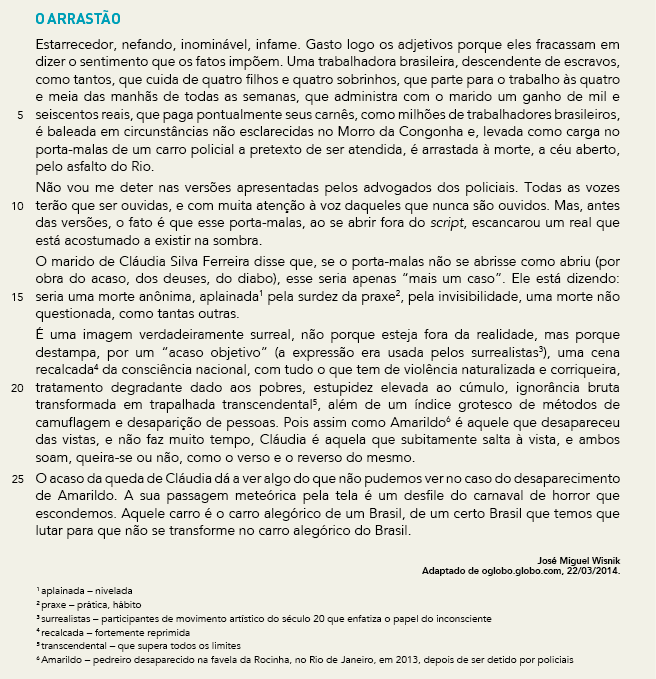 O ARRASTÃO
Estarrecedor, nefando, inominável, infame. Gasto logo os adjetivos porque eles fracassam em
dizer o sentimento que os fatos impõem. Uma trabalhadora brasileira, descendente de escravos,
como tantos, que cuida de quatro filhos e quatro sobrinhos, que parte para o trabalho às quatro
e meia das manhãs de todas as semanas, que administra com o marido um ganho de mil e
5 seiscentos reais, que paga pontualmente seus carnês, como milhões de trabalhadores brasileiros,
é baleada em circunstâncias não esclarecidas no Morro da Congonha e, levada como carga no
porta-malas de um carro policial a pretexto de ser atendida, é arrastada à morte, a céu aberto,
pelo asfalto do Rio.
Não vou me deter nas versões apresentadas pelos advogados dos policiais. Todas as vozes
10 terão que ser ouvidas, e com muita atenção à voz daqueles que nunca são ouvidos. Mas, antes
das versões, o fato é que esse porta-malas, ao se abrir fora do script, escancarou um real que
está acostumado a existir na sombra.
O marido de Cláudia Silva Ferreira disse que, se o porta-malas não se abrisse como abriu (por
obra do acaso, dos deuses, do diabo), esse seria apenas “mais um caso”. Ele está dizendo:
15 seria uma morte anônima, aplainada¹ pela surdez da praxe², pela invisibilidade, uma morte não
questionada, como tantas outras.
É uma imagem verdadeiramente surreal, não porque esteja fora da realidade, mas porque
destampa, por um “acaso objetivo” (a expressão era usada pelos surrealistas³), uma cena
recalcada⁴ da consciência nacional, com tudo o que tem de violência naturalizada e corriqueira,
20 tratamento degradante dado aos pobres, estupidez elevada ao cúmulo, ignorância bruta
transformada em trapalhada transcendental⁵, além de um índice grotesco de métodos de
camuflagem e desaparição de pessoas. Pois assim como Amarildo⁶ é aquele que desapareceu
das vistas, e não faz muito tempo, Cláudia é aquela que subitamente salta à vista, e ambos
soam, queira-se ou não, como o verso e o reverso do mesmo.
25 O acaso da queda de Cláudia dá a ver algo do que não pudemos ver no caso do desaparecimento
de Amarildo. A sua passagem meteórica pela tela é um desfile do carnaval de horror que
escondemos. Aquele carro é o carro alegórico de um Brasil, de um certo Brasil que temos que
lutar para que não se transforme no carro alegórico do Brasil.
José Miguel Wisnik
Adaptado de oglobo.globo.com, 22/03/2014.
¹ aplainada – nivelada
² praxe – prática, hábito
³ surrealistas – participantes de movimento artístico do século 20 que enfatiza o papel do inconsciente
⁴ recalcada – fortemente reprimida
⁵ transcendental – que supera todos os limites
⁶ Amarildo – pedreiro desaparecido na favela da Rocinha, no Rio de Janeiro, em 2013, depois de ser detido por policiais